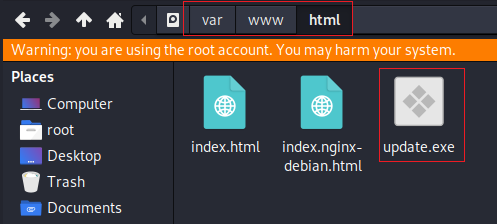 var www html
Warning: you are using the root account. You may harm your system.
Places
Computer
root
Desktop
Trash
Documents
index.html
index.nginx-
debian.html
update.exe